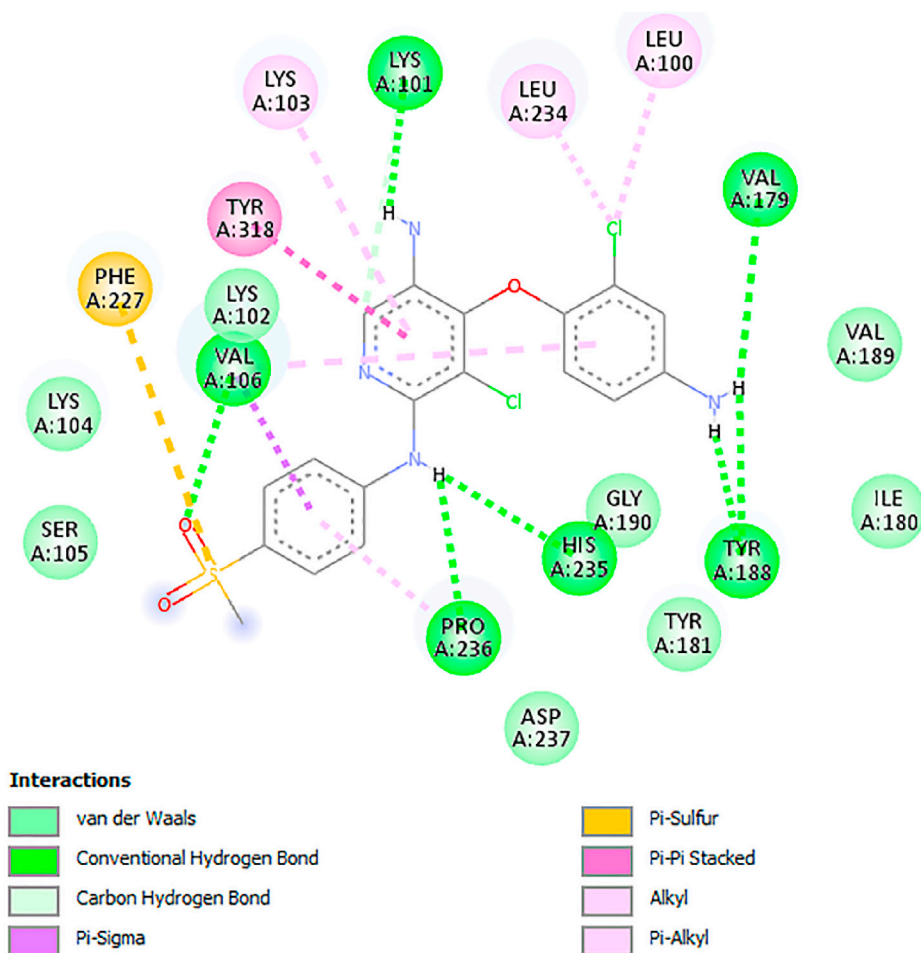 LEU
A:100
LYS
A:101
LYS
A:103
LEU
A:234
VAL
A:179
H
N
Cl
TYR
A:318
PHE
A:227
LYS
A:102
O
VAL
A:189
VAL
A:106
N
Cl
N
H
H
LYS
A:104
N
H
GLY
A:190
ILE
A:180
SER
A:105
O
HIS
A:235
TYR
A:188
S
O
PRO
A:236
TYR
A:181
ASP
A:237
Interactions
van der Waals
Conventional Hydrogen Bond
Carbon Hydrogen Bond
Pi-Sigma
Pi-Sulfur
Pi-Pi Stacked
Alkyl
Pi-Alkyl